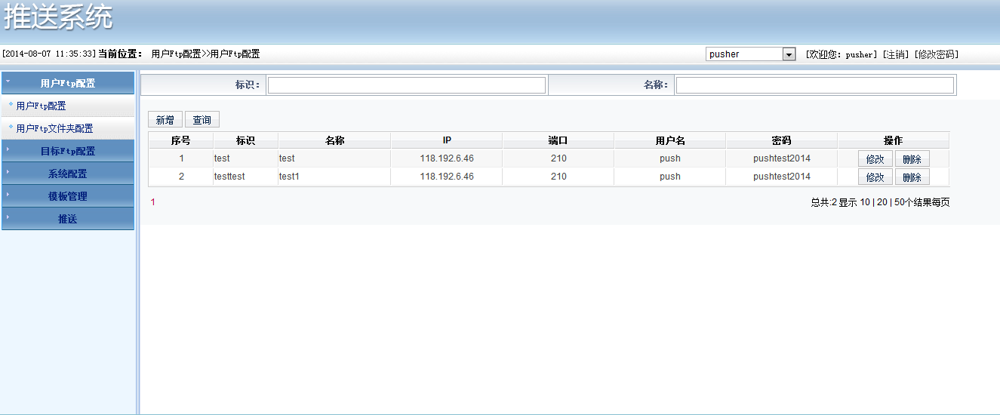 推送系统
[2014-08-07 11:35:33] 当前位置： 用户Ftp配置>>用户Ftp配置 pusher [欢迎您：pusher] [注销] [修改密码]
用户Ftp配置
用户Ftp配置
用户Ftp文件夹配置
目标Ftp配置
系统配置
模板管理
推送
标识： 名称：
新增 查询
序号 标识 名称 IP 端口 用户名 密码 操作
1 test test 118.192.6.46 210 push pushtest2014 修改 删除
2 testtest test1 118.192.6.46 210 push pushtest2014 修改 删除
1 总共:2 显示 10 | 20 | 50个结果每页